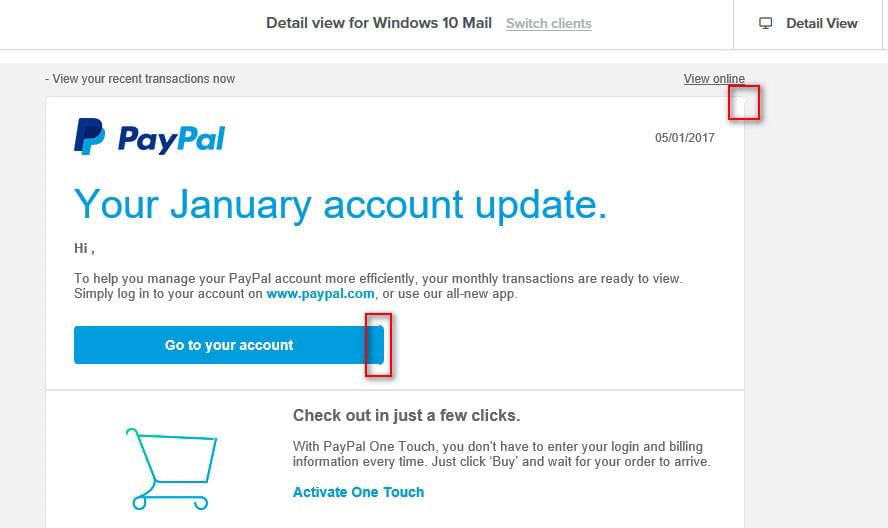 Detail view for Windows 10 Mail Switch clients Detail View
- View your recent transactions now View online
PayPal 05/01/2017
Your January account update.
Hi ,
To help you manage your PayPal account more efficiently, your monthly transactions are ready to view.
Simply log in to your account on www.paypal.com, or use our all-new app.
Go to your account
Check out in just a few clicks.
With PayPal One Touch, you don't have to enter your login and billing
information every time. Just click 'Buy' and wait for your order to arrive.
Activate One Touch